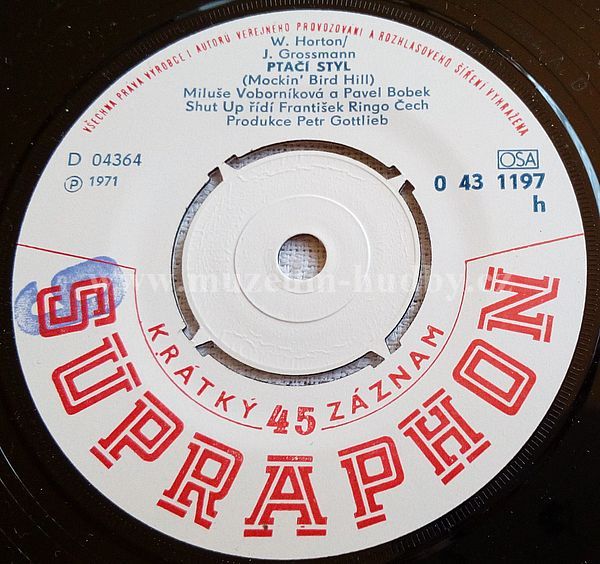 VŠECHNA PRÁVA VÝROBCE I AUTORŮ VEŘEJNÉHO PROVOZOVÁNÍ A ROZHLASOVÉHO ŠÍŘENÍ VYHRAŽENA
W. Horton/
J. Grossmann
PTAČÍ STYL
(Mockin' Bird Hill)
Miluše Voborníková a Pavel Bobek
Shut Up řídí František Ringo Čech
Produkce Petr Gottlieb
D 04364
℗ 1971
OSA
0 43 1197
h
www.muzeum-hudby.cz
KRÁTKÝ 45 ZÁZNAM
SUPRAPHON